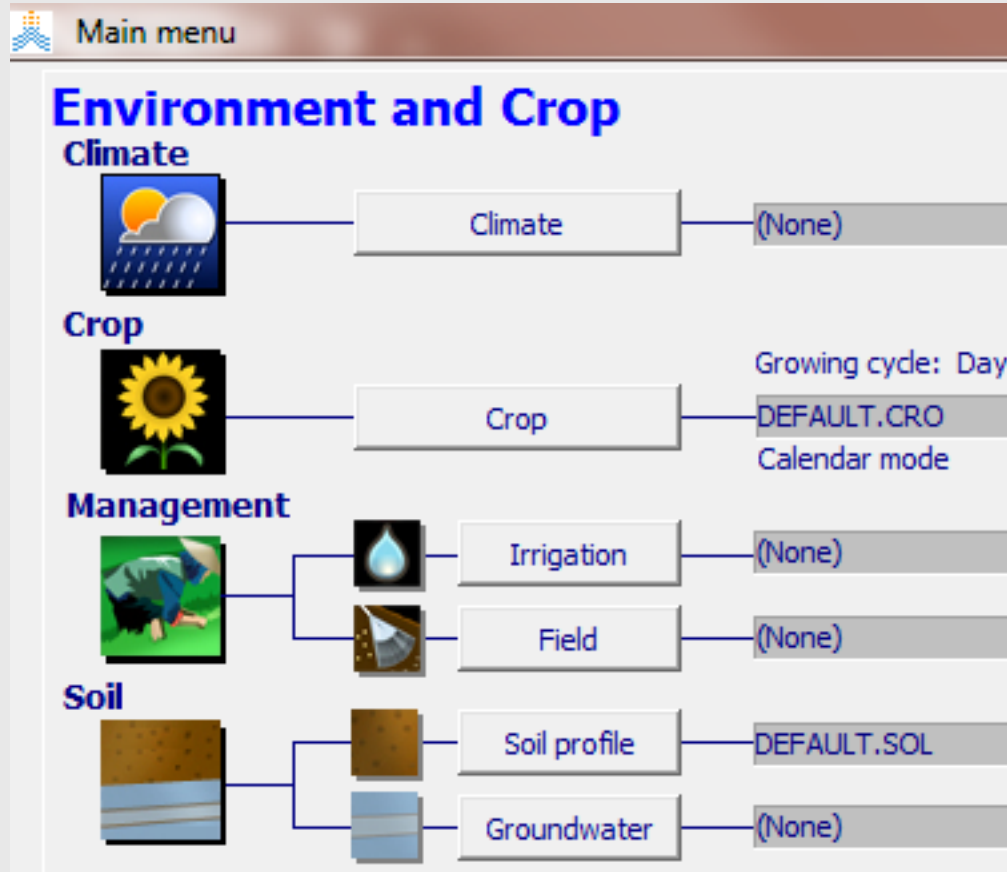 Main menu
Environment and Crop
Climate
Climate
(None)
Crop
Growing cycle: Day
Crop
DEFAULT.CRO
Calendar mode
Management
Irrigation
(None)
Field
(None)
Soil
Soil profile
DEFAULT.SOL
Groundwater
(None)